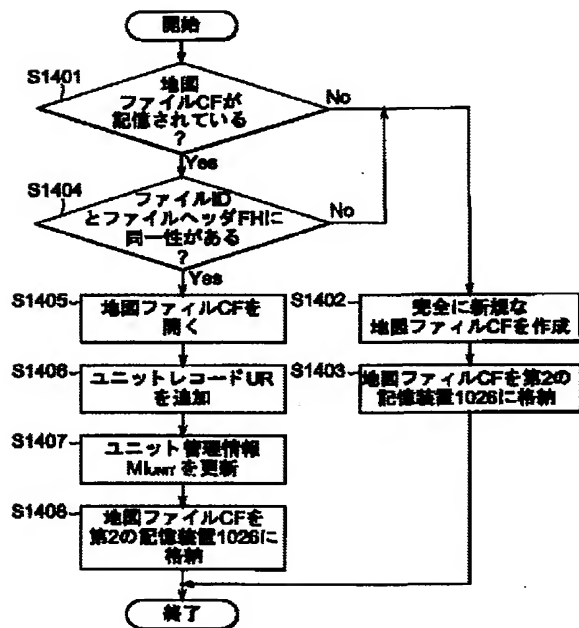 開始
S1401
地図
ファイルCFが
記憶されている
?
No
Yes
S1404
ファイルID
とファイルヘッダFHに
同一性がある
?
No
Yes
S1405
地図ファイルCFを
開く
S1406
ユニットレコードUR
を追加
S1407
ユニット管理情報
MIUNITを更新
S1408
地図ファイルCFを
第2の記憶装置1026に
格納
S1402
完全に新規な
地図ファイルCFを作成
S1403
地図ファイルCFを第2の
記憶装置1026に格納
終了